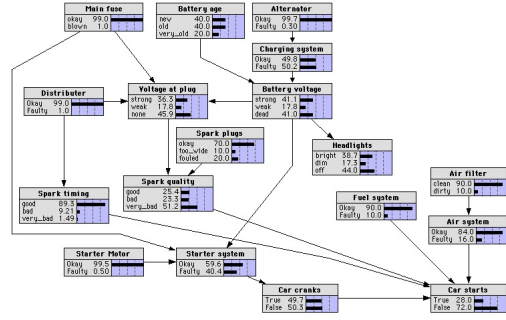 Main fuse
okay 99.0
blown 1.0
Battery age
new 40.0
old 40.0
very_old 20.0
Alternator
Okay 99.7
Faulty 0.30
Charging system
Okay 49.8
Faulty 50.2
Distributer
Okay 99.0
Faulty 1.0
Voltage at plug
strong 36.3
weak 17.8
none 45.9
Battery voltage
strong 41.1
weak 17.8
dead 41.0
Spark plugs
okay 70.0
too_wide 10.0
fouled 20.0
Headlights
bright 38.7
dim 17.3
off 44.0
Air filter
clean 90.0
dirty 10.0
Spark timing
good 89.3
bad 9.21
very_bad 1.49
Spark quality
good 25.4
bad 23.3
very_bad 51.2
Fuel system
Okay 90.0
Faulty 10.0
Air system
Okay 84.0
Faulty 16.0
Starter Motor
Okay 99.5
Faulty 0.50
Starter system
Okay 59.6
Faulty 40.4
Car cranks
True 49.7
False 50.3
Car starts
True 28.0
False 72.0